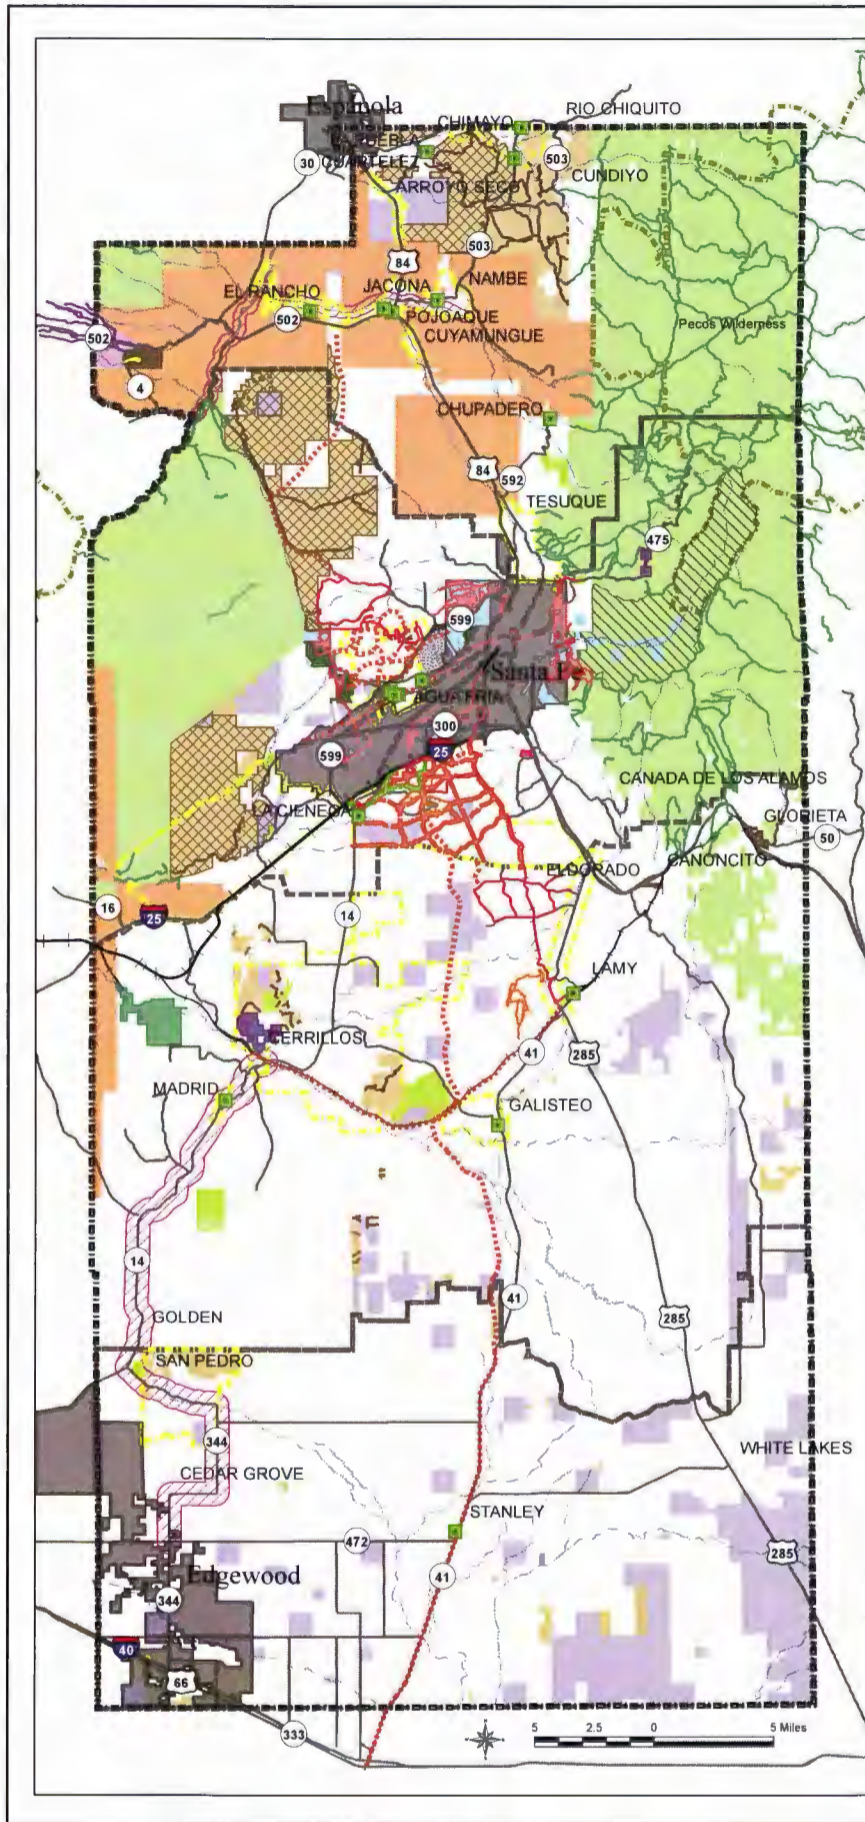 Espanola
CHIMAYO
RIO CHIQUITO
PUEBLA
30
CUARTELEZ
503
CUNDIYO
ARROYO SECO
503
84
EL RANCHO
JACONA
NAMBE
502
POJOAQUE
502
CUYAMUNGUE
Pecos Wilderness
4
CHUPADERO
84
592
TESUQUE
475
599
Santa Fe
AGUA FRIA
300
599
25
CANADA DE LOS ALAMOS
LA CIENEGA
GLORIETA
50
ELDORADO
CANONCITO
16
25
14
LAMY
CERRILLOS
41
285
MADRID
GALISTEO
14
41
GOLDEN
285
SAN PEDRO
344
WHITE LAKES
CEDAR GROVE
STANLEY
472
285
Edgewood
41
344
40
66
333
5 2.5 0 5 Miles